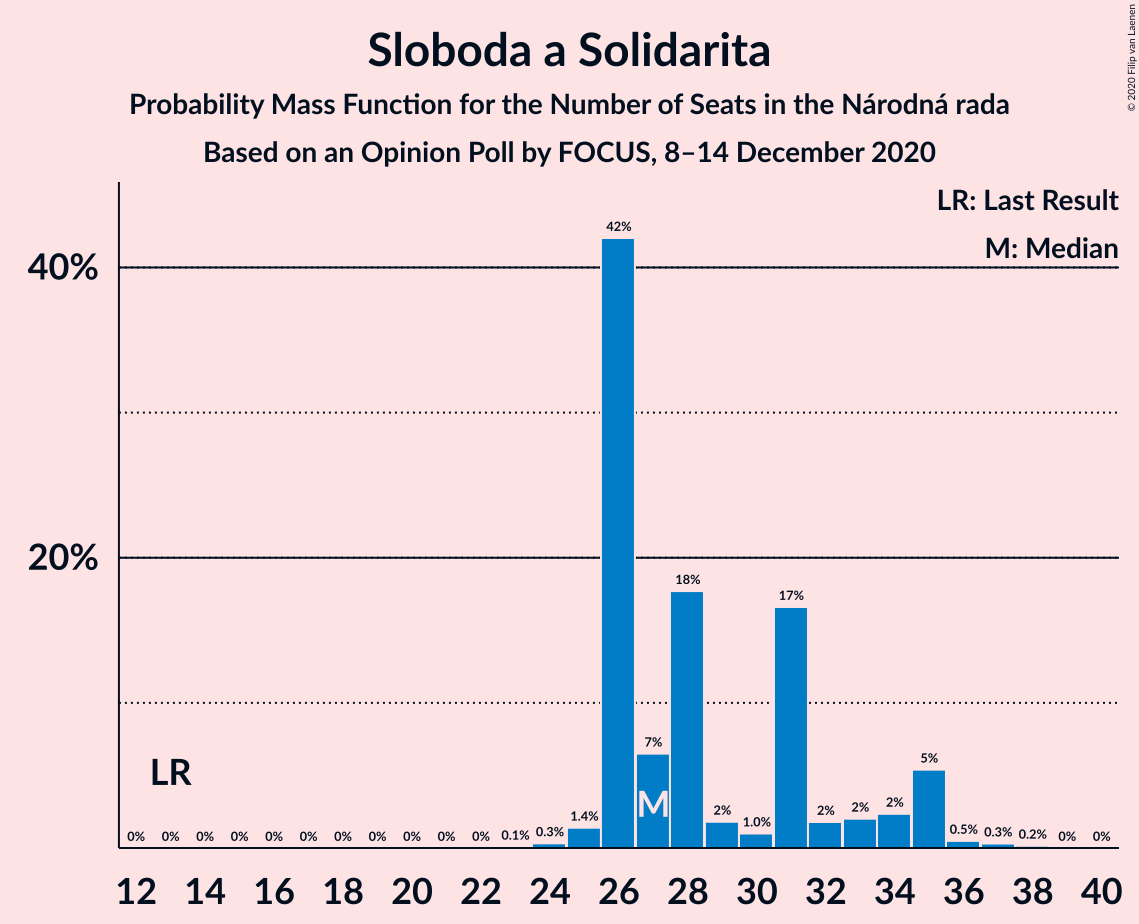 Sloboda a Solidarita
Probability Mass Function for the Number of Seats in the Národná rada
Based on an Opinion Poll by FOCUS, 8–14 December 2020
© 2020 Filip van Laenen
LR: Last Result
M: Median
40%
20%
42%
18%
17%
7%
5%
LR
M
0% 0% 0% 0% 0% 0% 0% 0% 0% 0% 0% 0.1% 0.3% 1.4% 2% 1.0% 2% 2% 2% 0.5% 0.3% 0.2% 0% 0%
12 14 16 18 20 22 24 26 28 30 32 34 36 38 40